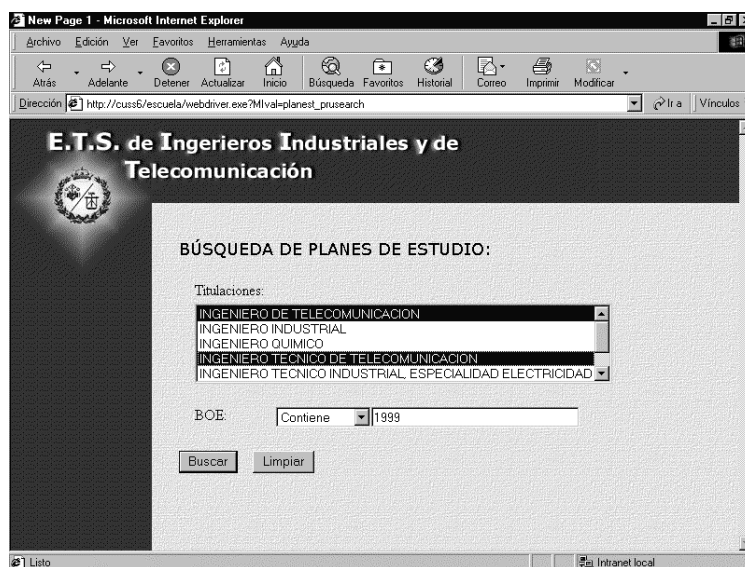 New Page 1 - Microsoft Internet Explorer
Archivo Edición Ver Favoritos Herramientas Ayuda
Atrás Adelante Detener Actualizar Inicio Búsqueda Favoritos Historial Correo Imprimir Modificar
Dirección http://cuss6/escuela/webdriver.exe?MIval=planest_prusearch Ir a Vínculos
E.T.S. de Ingerieros Industriales y de
Telecomunicación
BÚSQUEDA DE PLANES DE ESTUDIO:
Titulaciones:
INGENIERO DE TELECOMUNICACION
INGENIERO INDUSTRIAL
INGENIERO QUIMICO
INGENIERO TECNICO DE TELECOMUNICACION
INGENIERO TECNICO INDUSTRIAL, ESPECIALIDAD ELECTRICIDAD
BOE: Contiene 1999
Buscar Limpiar
Listo Intranet local